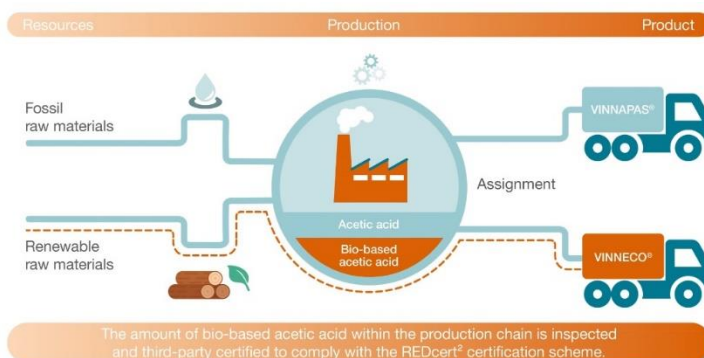 Resources Production Product
Fossil
raw materials
VINNAPAS®
Assignment
Acetic acid
Renewable
raw materials
Bio-based
acetic acid
VINNECO®
The amount of bio-based acetic acid within the production chain is inspected
and third-party certified to comply with the REDcert² certification scheme.